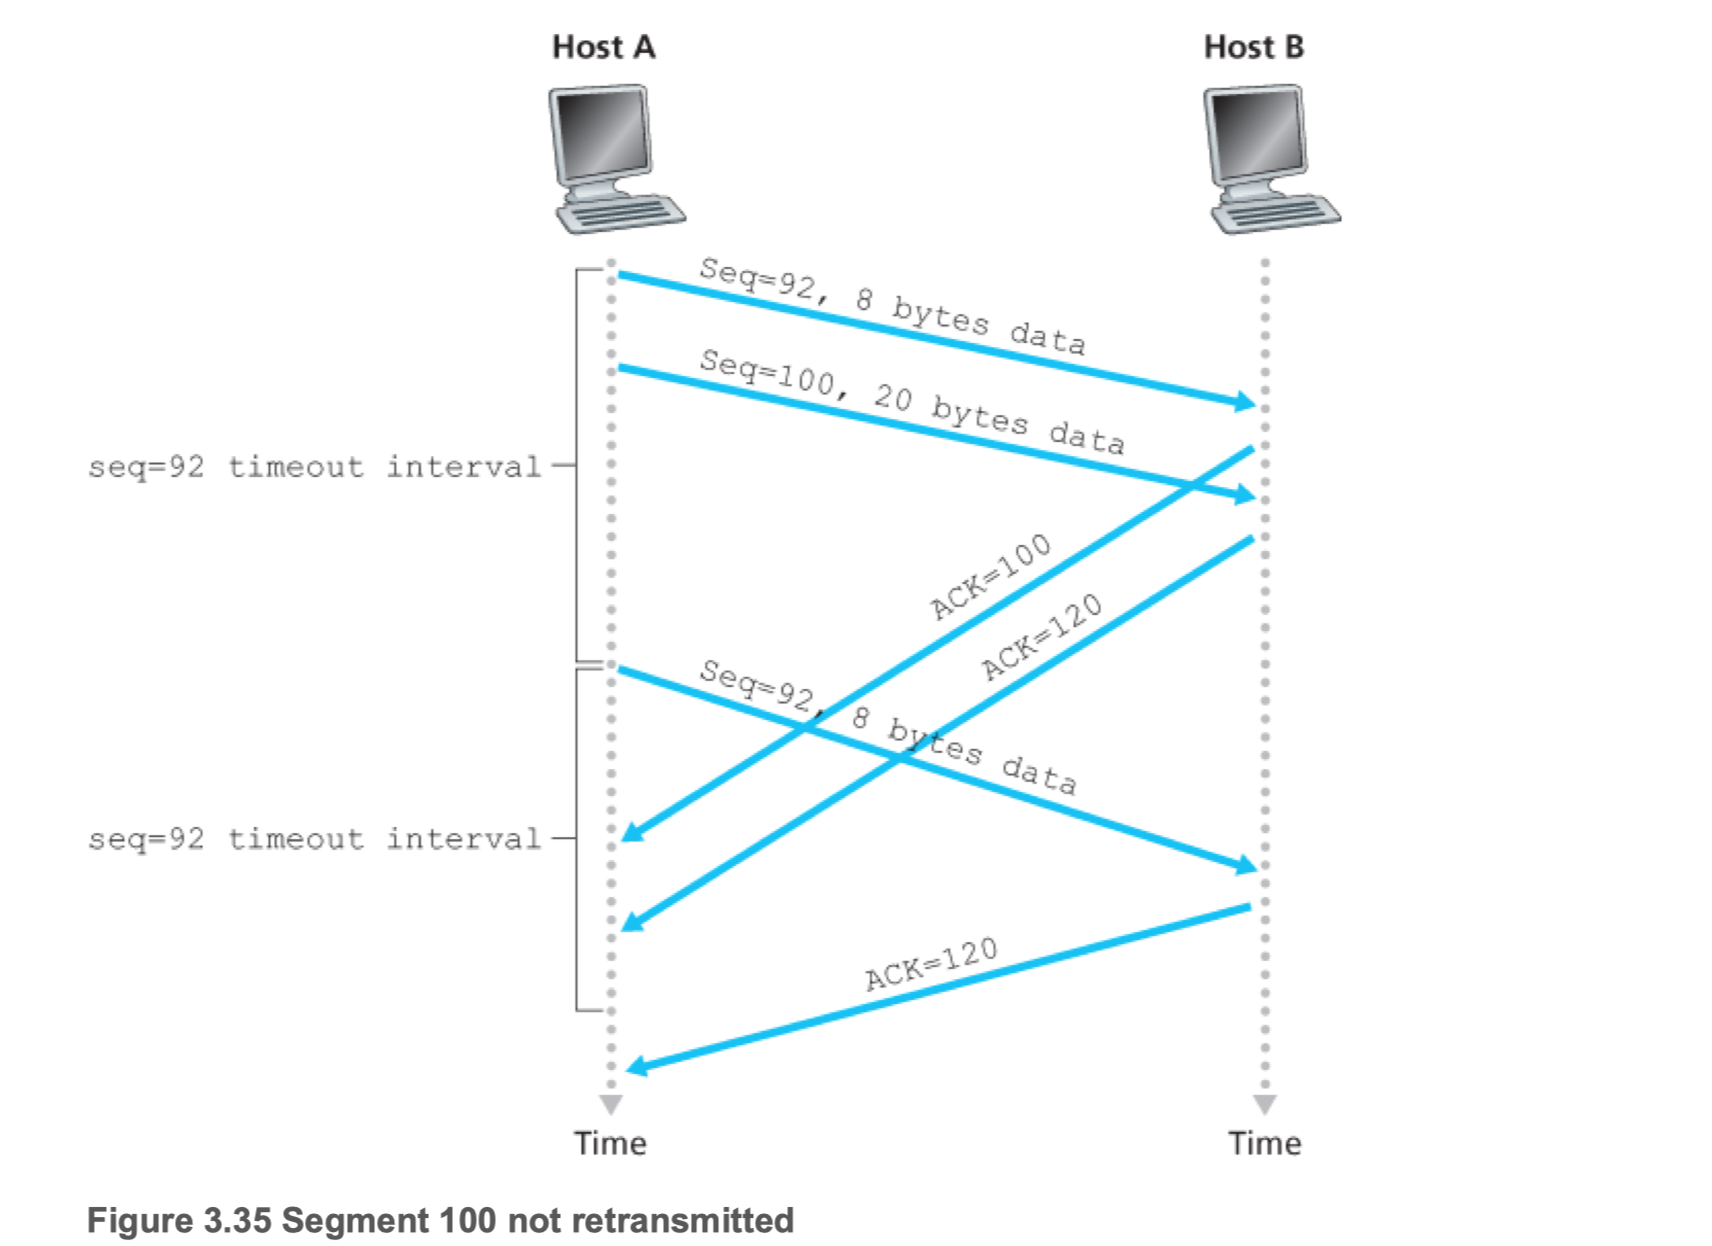 Host A
Host B
Seq=92, 8 bytes data
Seq=100, 20 bytes data
seq=92 timeout interval
ACK=100
ACK=120
Seq=92, 8 bytes data
seq=92 timeout interval
ACK=120
Time
Time
Figure 3.35 Segment 100 not retransmitted